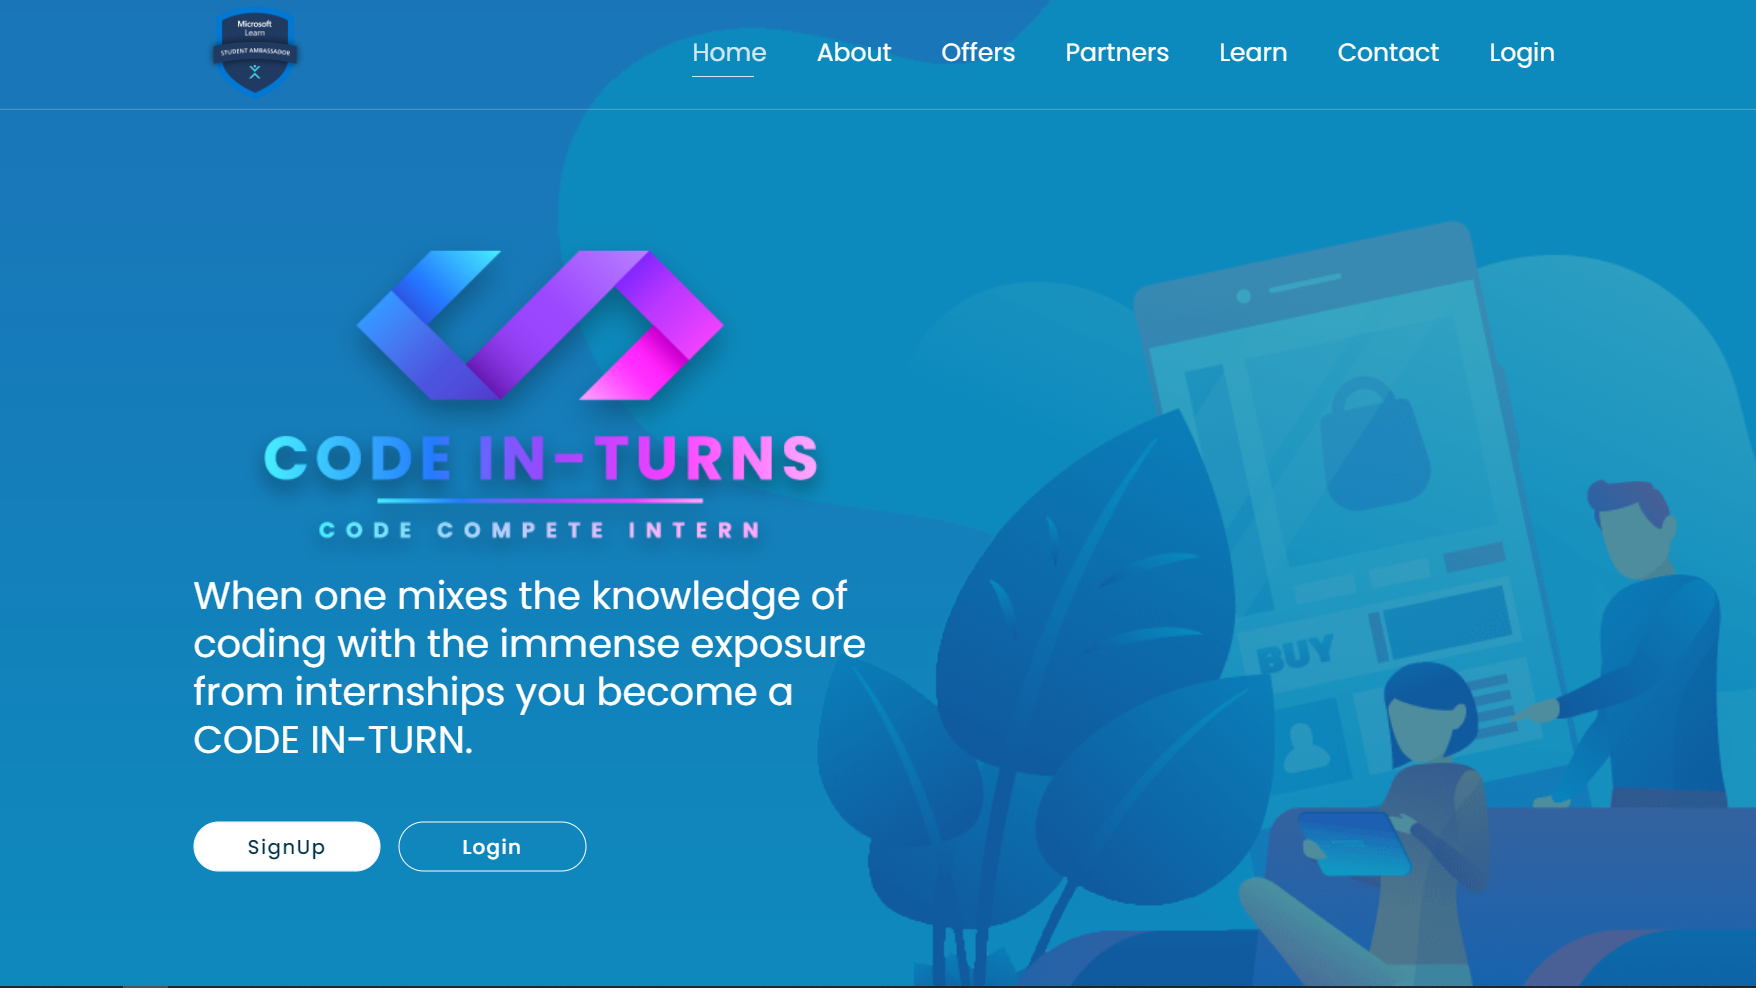 Microsoft
Learn
STUDENT AMBASSADOR
Home About Offers Partners Learn Contact Login
CODE IN-TURNS
CODE COMPETE INTERN
When one mixes the knowledge of
coding with the immense exposure
from internships you become a
CODE IN-TURN.
SignUp Login
BUY